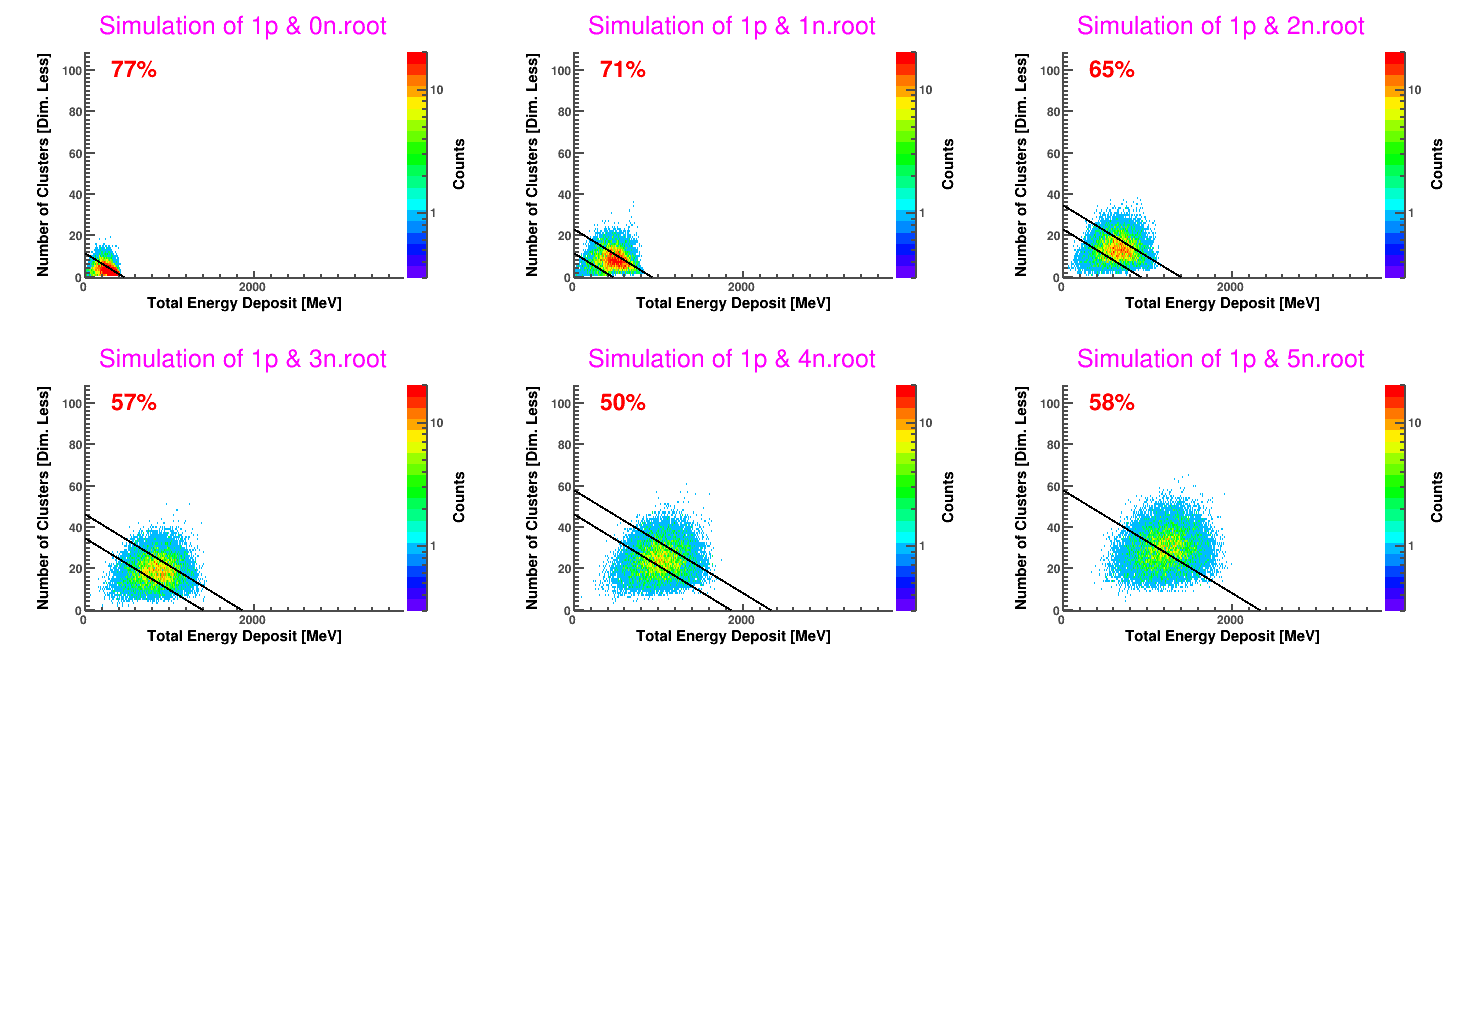 Simulation of 1p & 0n.root
77%
Number of Clusters [Dim. Less]
100
80
60
40
20
0
0
2000
Total Energy Deposit [MeV]
10
1
Counts
Simulation of 1p & 1n.root
71%
Number of Clusters [Dim. Less]
100
80
60
40
20
0
0
2000
Total Energy Deposit [MeV]
10
1
Counts
Simulation of 1p & 2n.root
65%
Number of Clusters [Dim. Less]
100
80
60
40
20
0
0
2000
Total Energy Deposit [MeV]
10
1
Counts
Simulation of 1p & 3n.root
57%
Number of Clusters [Dim. Less]
100
80
60
40
20
0
0
2000
Total Energy Deposit [MeV]
10
1
Counts
Simulation of 1p & 4n.root
50%
Number of Clusters [Dim. Less]
100
80
60
40
20
0
0
2000
Total Energy Deposit [MeV]
10
1
Counts
Simulation of 1p & 5n.root
58%
Number of Clusters [Dim. Less]
100
80
60
40
20
0
0
2000
Total Energy Deposit [MeV]
10
1
Counts